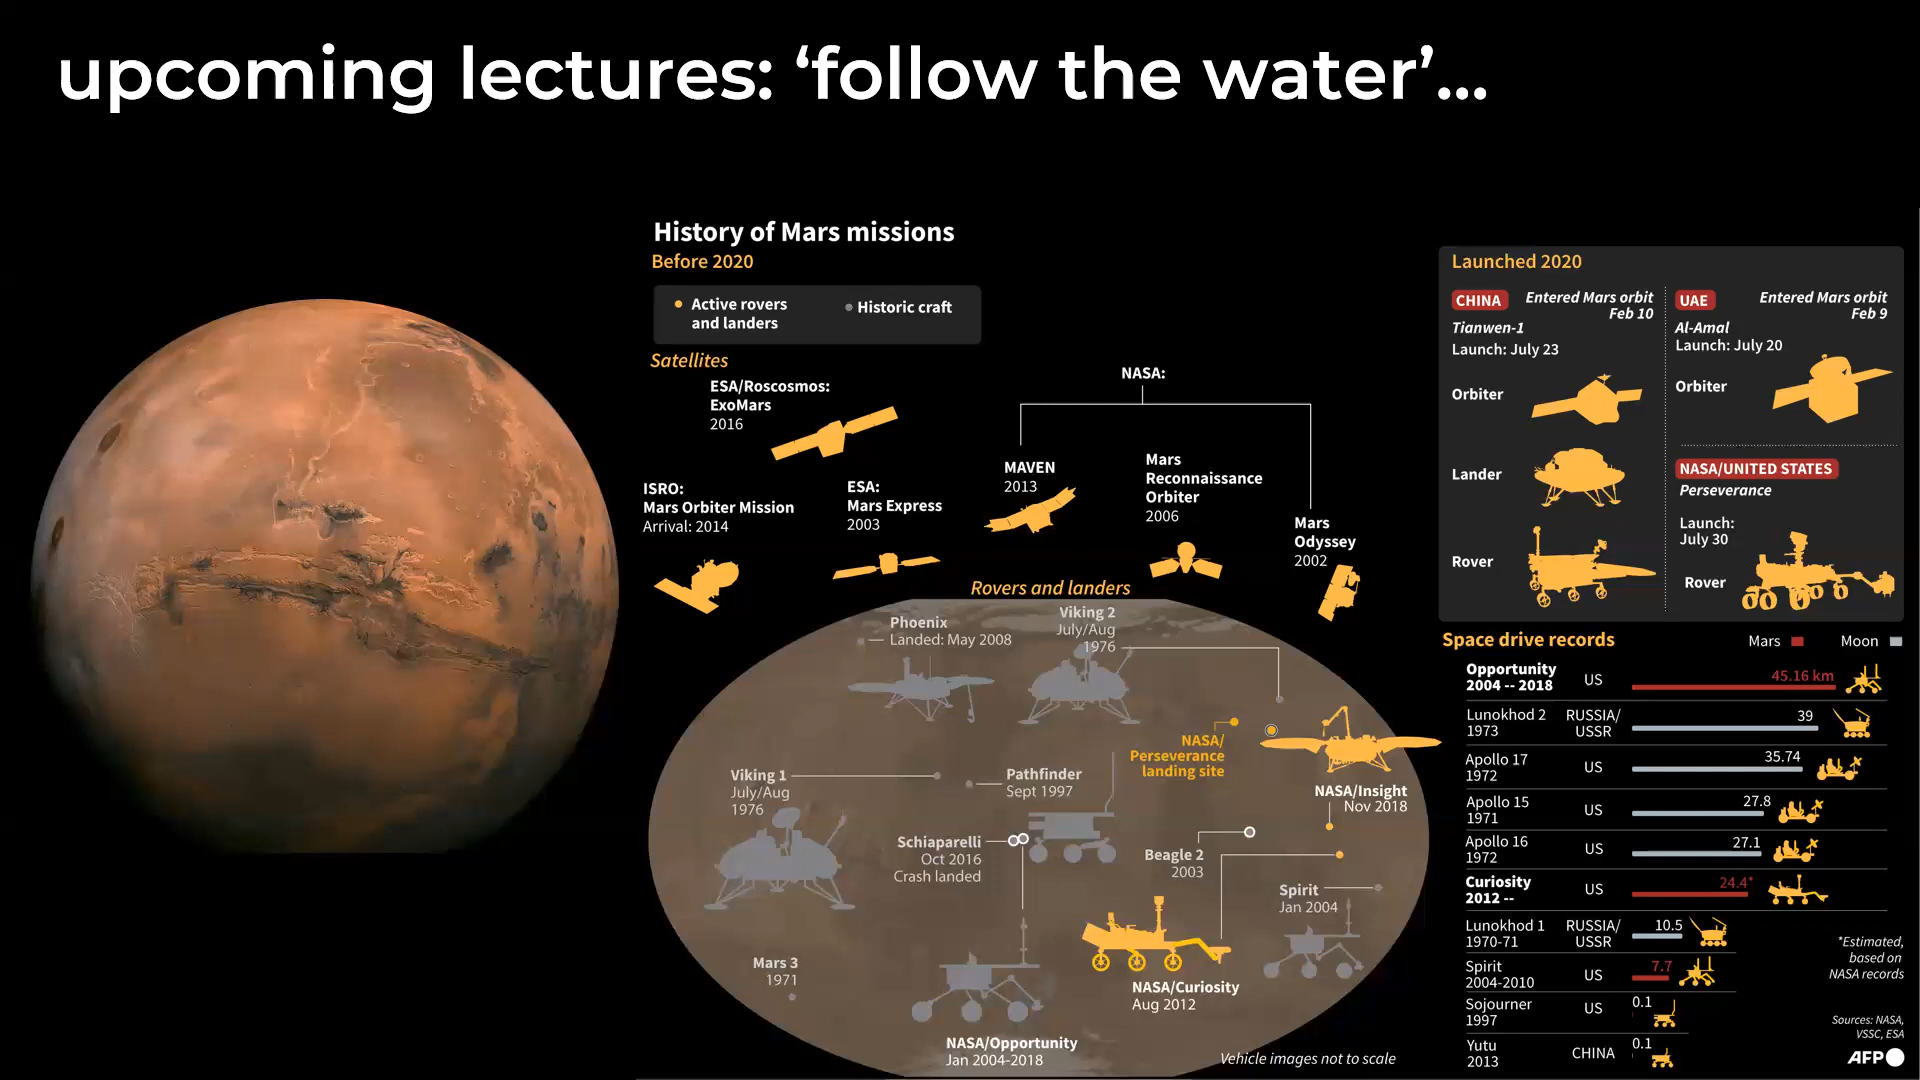 upcoming lectures: ‘follow the water’...
History of Mars missions
Before 2020
Active rovers
and landers
Historic craft
Satellites
ESA/Roscosmos:
ExoMars
2016
NASA:
ISRO:
Mars Orbiter Mission
Arrival: 2014
ESA:
Mars Express
2003
MAVEN
2013
Mars
Reconnaissance
Orbiter
2006
Mars
Odyssey
2002
Rovers and landers
Phoenix
Landed: May 2008
Viking 2
July/Aug
1976
NASA/
Perseverance
landing site
NASA/Insight
Nov 2018
Viking 1
July/Aug
1976
Pathfinder
Sept 1997
Schiaparelli
Oct 2016
Crash landed
Beagle 2
2003
Spirit
Jan 2004
Mars 3
1971
NASA/Curiosity
Aug 2012
NASA/Opportunity
Jan 2004-2018
Vehicle images not to scale
Launched 2020
CHINA
Entered Mars orbit
Feb 10
Tianwen-1
Launch: July 23
Orbiter
Lander
Rover
UAE
Entered Mars orbit
Feb 9
Al-Amal
Launch: July 20
Orbiter
NASA/UNITED STATES
Perseverance
Launch:
July 30
Rover
Space drive records
Mars
Moon
Opportunity
2004 -- 2018
US
45.16 km
Lunokhod 2
1973
RUSSIA/
USSR
39
Apollo 17
1972
US
35.74
Apollo 15
1971
US
27.8
Apollo 16
1972
US
27.1
Curiosity
2012 --
US
24.4*
Lunokhod 1
1970-71
RUSSIA/
USSR
10.5
Spirit
2004-2010
US
7.7
Sojourner
1997
US
0.1
Yutu
2013
CHINA
0.1
*Estimated,
based on
NASA records
Sources: NASA,
VSSC, ESA
AFP